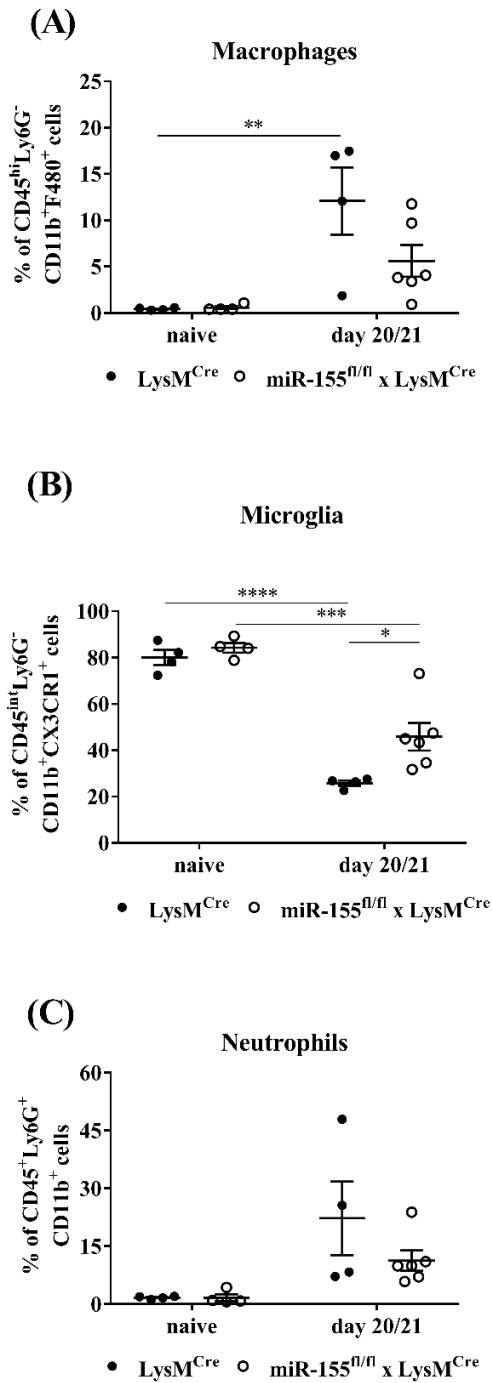 (A)
Macrophages
% of CD45hiLy6G-
CD11b+F480+ cells
25
20
15
10
5
0
**
naive
day 20/21
● LysMCre ○ miR-155fl/fl x LysMCre
(B)
Microglia
% of CD45intLy6G-
CD11b+CX3CR1+ cells
100
80
60
40
20
0
****
***
*
naive
day 20/21
● LysMCre ○ miR-155fl/fl x LysMCre
(C)
Neutrophils
% of CD45+Ly6G+
CD11b+ cells
60
45
30
15
0
naive
day 20/21
● LysMCre ○ miR-155fl/fl x LysMCre